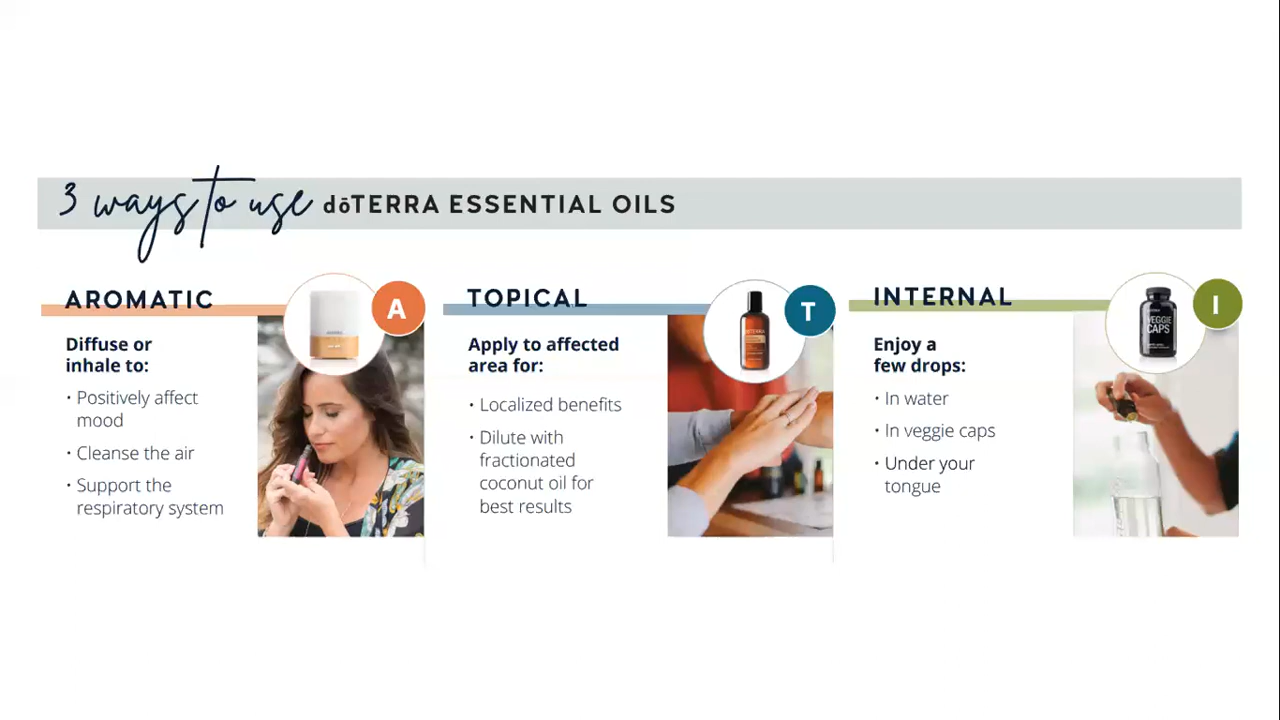 3 ways to use dōTERRA ESSENTIAL OILS
AROMATIC
A
Diffuse or
inhale to:
• Positively affect
mood
• Cleanse the air
• Support the
respiratory system
TOPICAL
T
Apply to affected
area for:
• Localized benefits
• Dilute with
fractionated
coconut oil for
best results
INTERNAL
I
VEGGIE
CAPS
Enjoy a
few drops:
• In water
• In veggie caps
• Under your
tongue